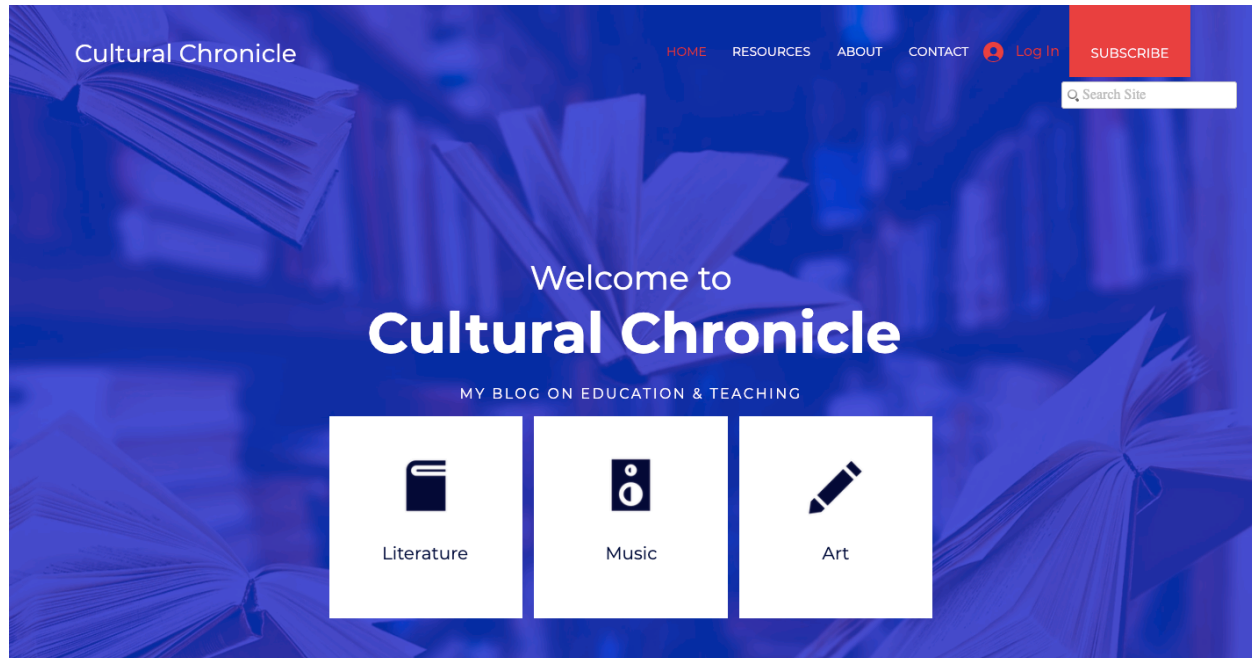 Cultural Chronicle
HOME RESOURCES ABOUT CONTACT Log In SUBSCRIBE
Search Site
Welcome to
Cultural Chronicle
MY BLOG ON EDUCATION & TEACHING
Literature Music Art